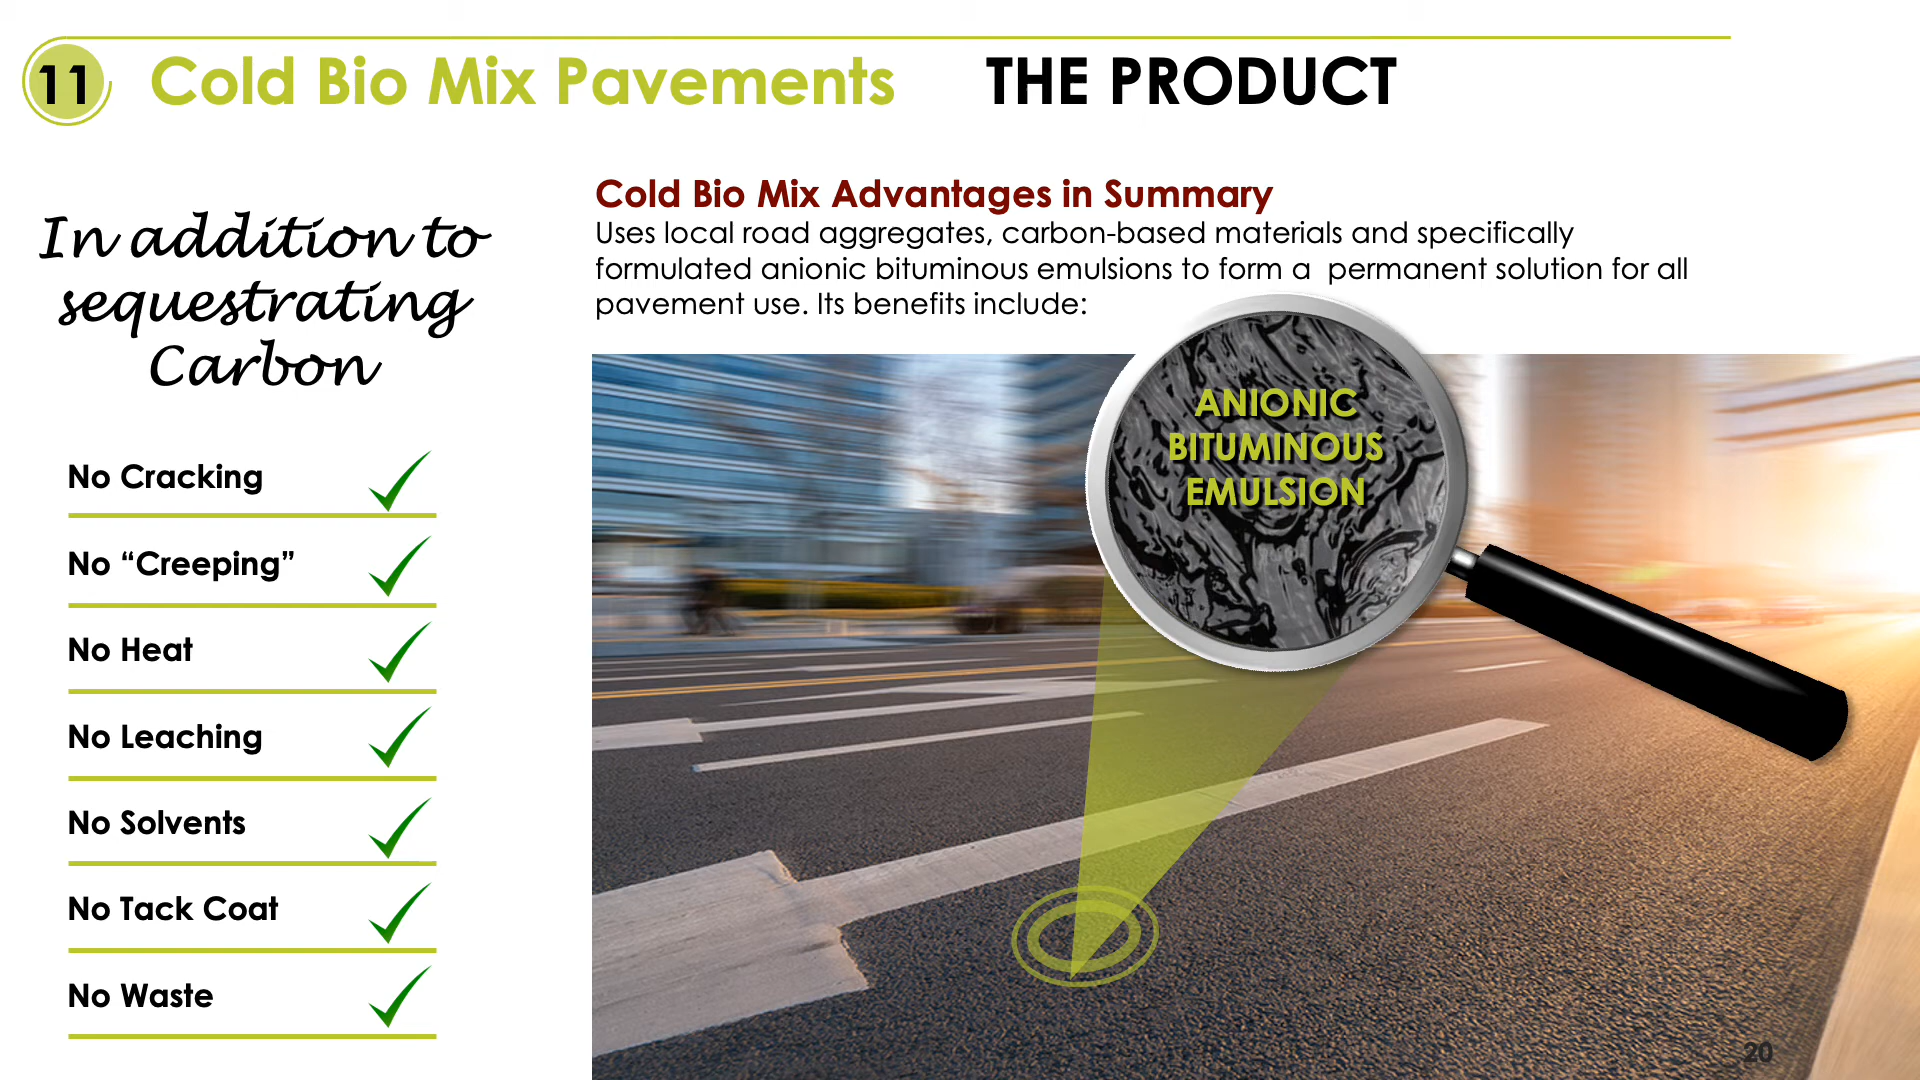 11
Cold Bio Mix Pavements THE PRODUCT
In addition to
sequestrating
Carbon
No Cracking
No “Creeping”
No Heat
No Leaching
No Solvents
No Tack Coat
No Waste
Cold Bio Mix Advantages in Summary
Uses local road aggregates, carbon-based materials and specifically
formulated anionic bituminous emulsions to form a permanent solution for all
pavement use. Its benefits include:
ANIONIC
BITUMINOUS
EMULSION
20